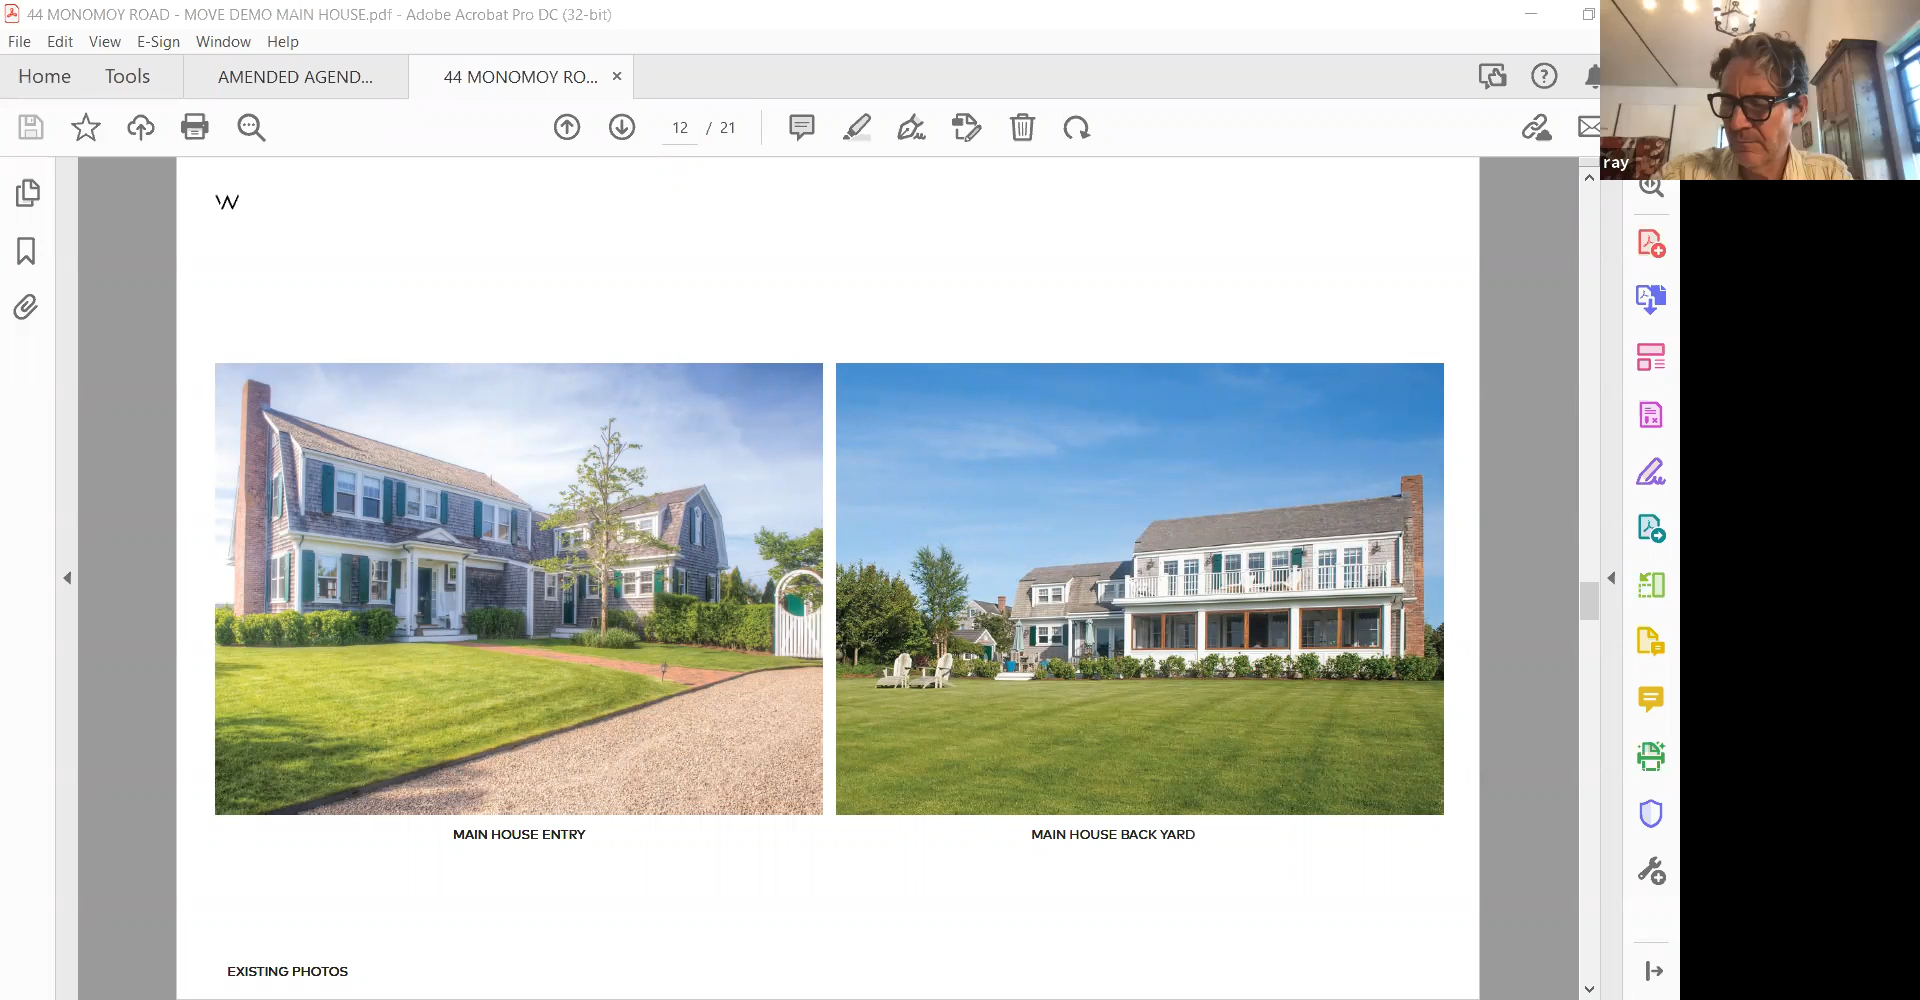 44 MONOMOY ROAD - MOVE DEMO MAIN HOUSE.pdf - Adobe Acrobat Pro DC (32-bit)
File Edit View E-Sign Window Help
Home Tools AMENDED AGEND... 44 MONOMOY RO... ×
12 / 21
ray
W
MAIN HOUSE ENTRY MAIN HOUSE BACK YARD
EXISTING PHOTOS